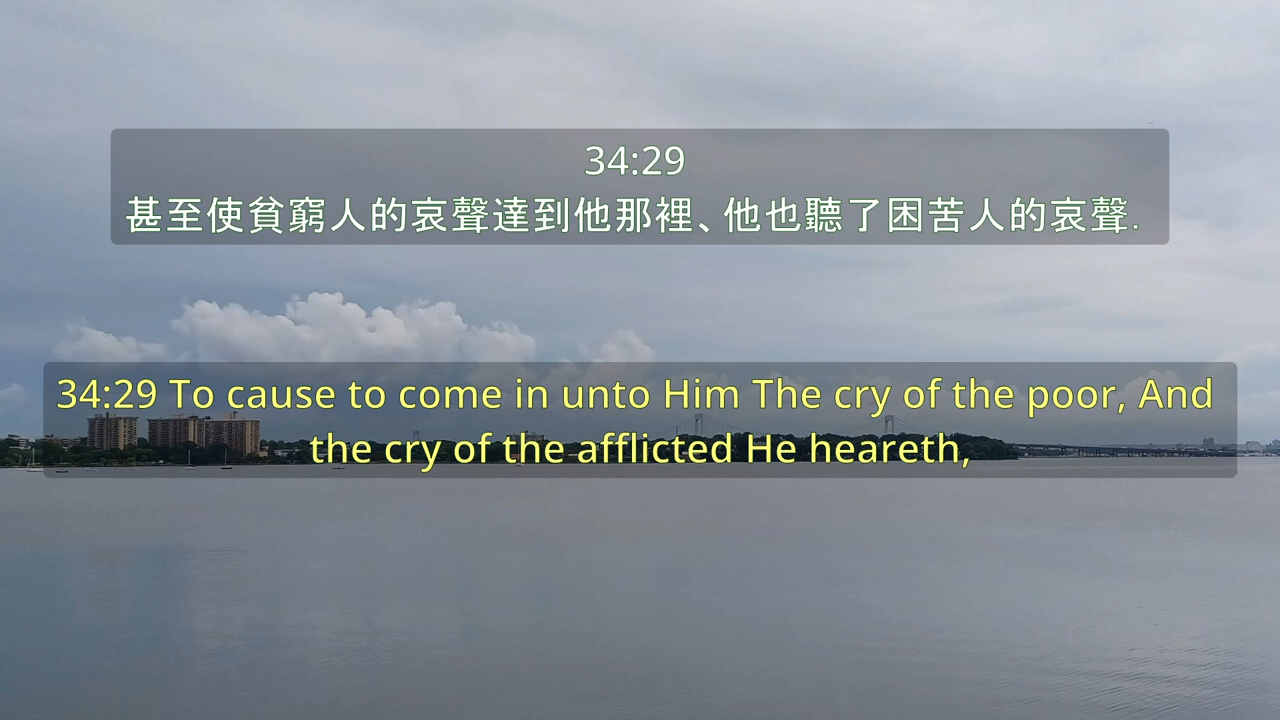 34:29
甚至使貧窮人的哀聲達到他那裡、他也聽了困苦人的哀聲.
34:29 To cause to come in unto Him The cry of the poor, And
the cry of the afflicted He heareth,